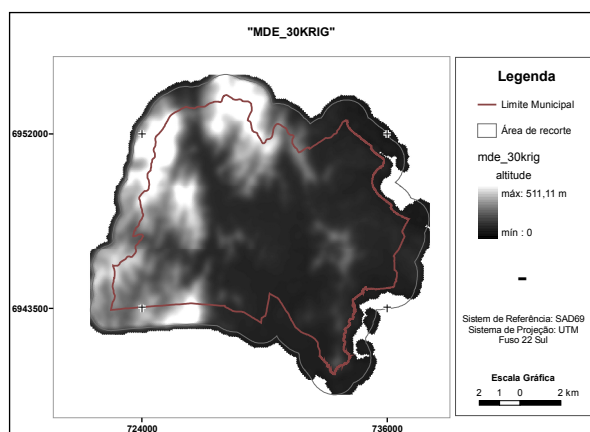 "MDE_30KRIG"
6952000
6943500
724000
736000
Legenda
Limite Municipal
Área de recorte
mde_30krig
altitude
máx: 511,11 m
mín : 0
Sistem de Referência: SAD69
Sistema de Projeção: UTM
Fuso 22 Sul
Escala Gráfica
2 1 0 2 km